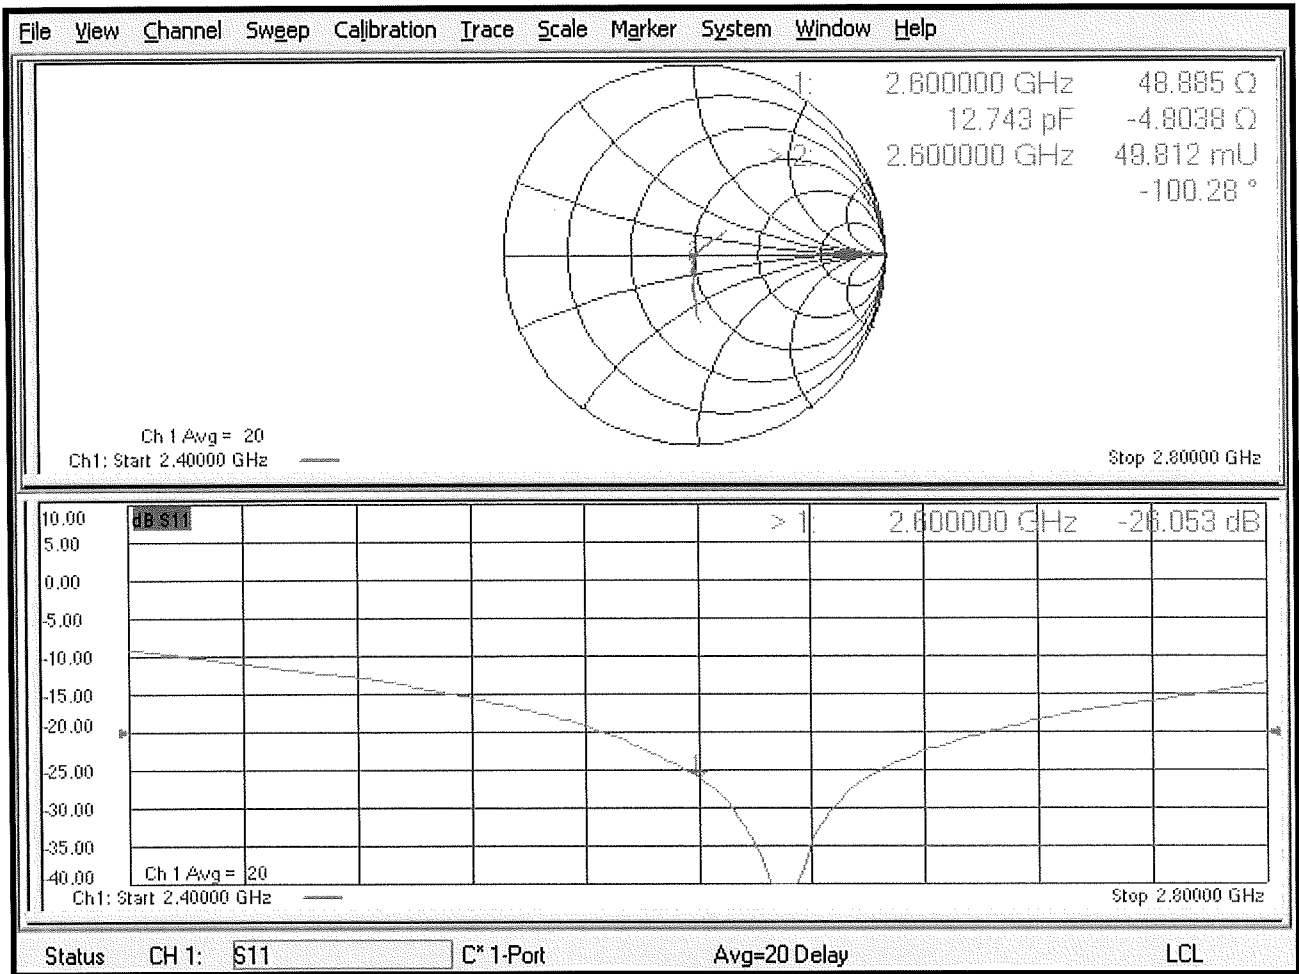 File View Channel Sweep Calibration Trace Scale Marker System Window Help
1: 2.600000 GHz 48.885 Ω
12.743 pF -4.8038 Ω
> 2: 2.600000 GHz 49.812 mU
-100.28 °
Ch 1 Avg = 20
Ch1: Start 2.40000 GHz Stop 2.80000 GHz
10.00 dB S11 > 1: 2.600000 GHz -26.053 dB
5.00
0.00
-5.00
-10.00
-15.00
-20.00
-25.00
-30.00
-35.00
-40.00 Ch 1 Avg = 20
Ch1: Start 2.40000 GHz Stop 2.80000 GHz
Status CH 1: S11 C* 1-Port Avg=20 Delay LCL